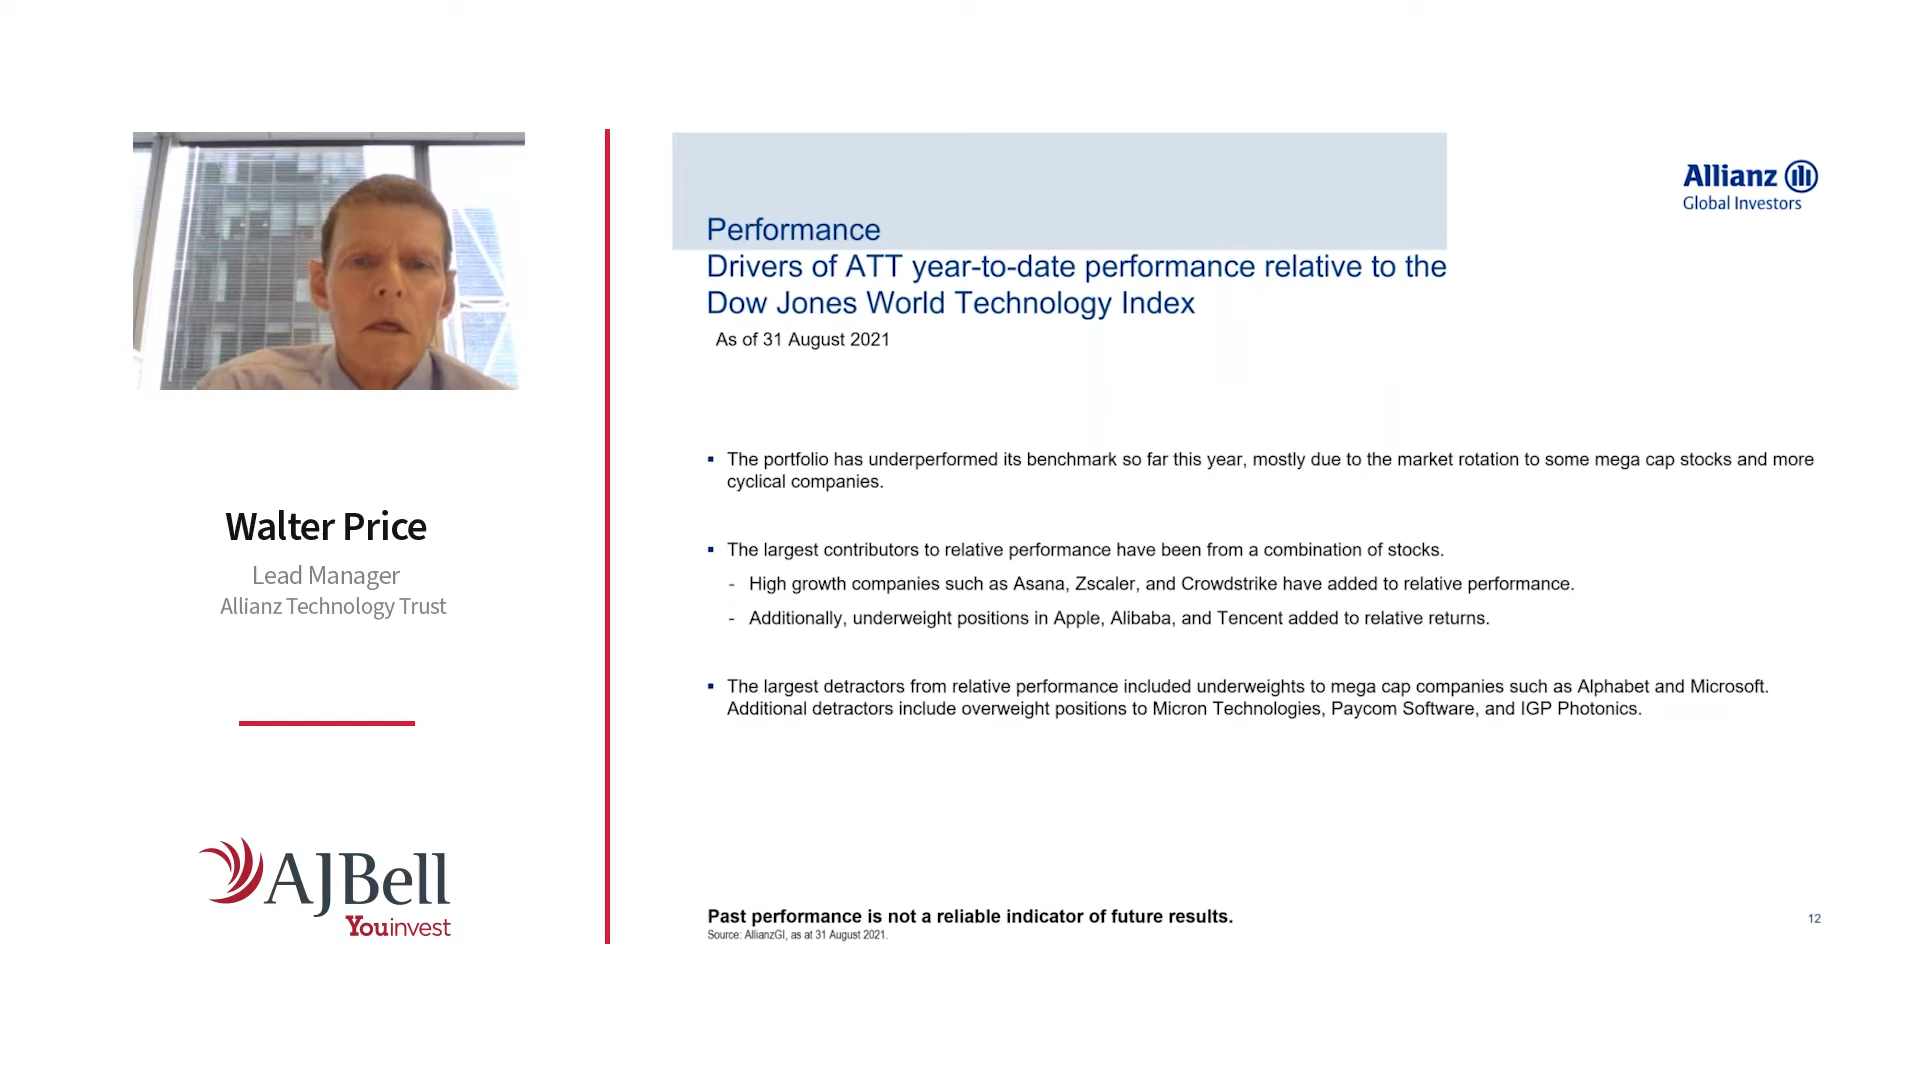 Walter Price
Lead Manager
Allianz Technology Trust
AJBell
Youinvest
Allianz
Global Investors
Performance
Drivers of ATT year-to-date performance relative to the
Dow Jones World Technology Index
As of 31 August 2021
▪ The portfolio has underperformed its benchmark so far this year, mostly due to the market rotation to some mega cap stocks and more
cyclical companies.
▪ The largest contributors to relative performance have been from a combination of stocks.
- High growth companies such as Asana, Zscaler, and Crowdstrike have added to relative performance.
- Additionally, underweight positions in Apple, Alibaba, and Tencent added to relative returns.
▪ The largest detractors from relative performance included underweights to mega cap companies such as Alphabet and Microsoft.
Additional detractors include overweight positions to Micron Technologies, Paycom Software, and IGP Photonics.
Past performance is not a reliable indicator of future results.
Source: AllianzGI, as at 31 August 2021.
12